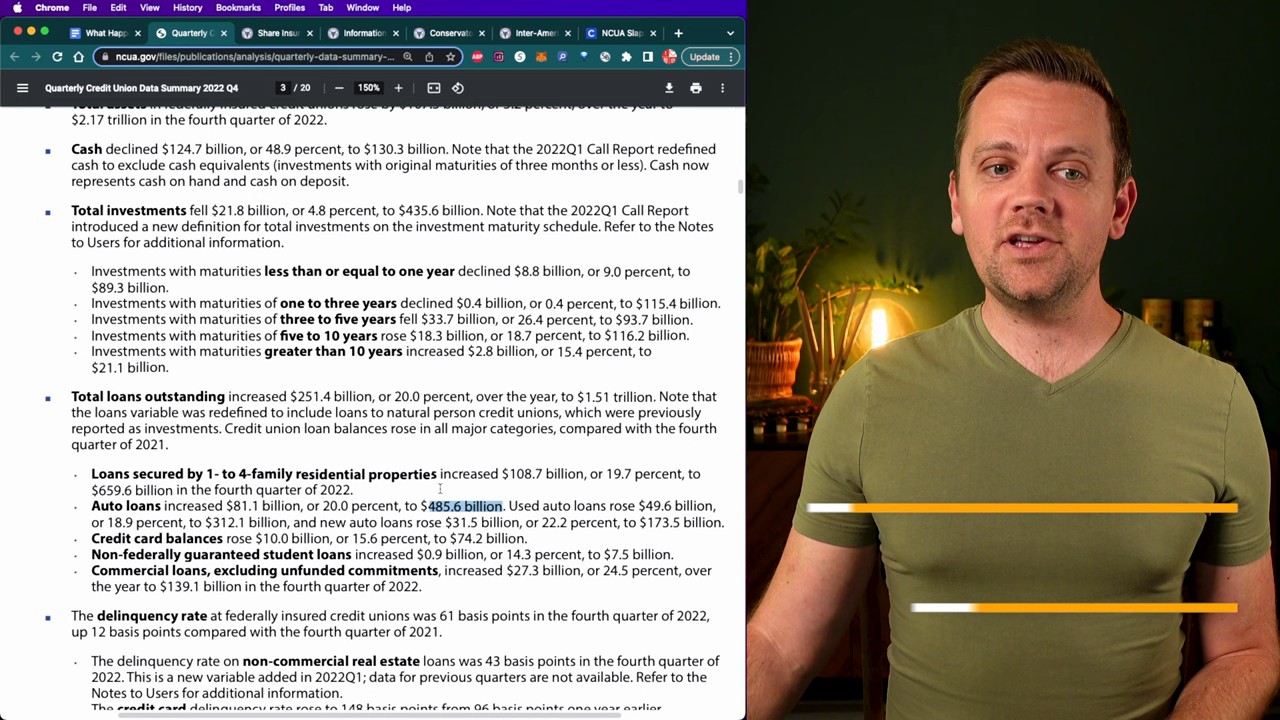 Chrome File Edit View History Bookmarks Profiles Tab Window Help
What Happ Quarterly C Share Insur Information Conservat Inter-Ameri NCUA Slap
ncua.gov/files/publications/analysis/quarterly-data-summary-... Update
Quarterly Credit Union Data Summary 2022 Q4 3 / 20 150%
$2.17 trillion in the fourth quarter of 2022.
Cash declined $124.7 billion, or 48.9 percent, to $130.3 billion. Note that the 2022Q1 Call Report redefined
cash to exclude cash equivalents (investments with original maturities of three months or less). Cash now
represents cash on hand and cash on deposit.
Total investments fell $21.8 billion, or 4.8 percent, to $435.6 billion. Note that the 2022Q1 Call Report
introduced a new definition for total investments on the investment maturity schedule. Refer to the Notes
to Users for additional information.
Investments with maturities less than or equal to one year declined $8.8 billion, or 9.0 percent, to
$89.3 billion.
Investments with maturities of one to three years declined $0.4 billion, or 0.4 percent, to $115.4 billion.
Investments with maturities of three to five years fell $33.7 billion, or 26.4 percent, to $93.7 billion.
Investments with maturities of five to 10 years rose $18.3 billion, or 18.7 percent, to $116.2 billion.
Investments with maturities greater than 10 years increased $2.8 billion, or 15.4 percent, to
$21.1 billion.
Total loans outstanding increased $251.4 billion, or 20.0 percent, over the year, to $1.51 trillion. Note that
the loans variable was redefined to include loans to natural person credit unions, which were previously
reported as investments. Credit union loan balances rose in all major categories, compared with the fourth
quarter of 2021.
Loans secured by 1- to 4-family residential properties increased $108.7 billion, or 19.7 percent, to
$659.6 billion in the fourth quarter of 2022.
Auto loans increased $81.1 billion, or 20.0 percent, to $485.6 billion. Used auto loans rose $49.6 billion,
or 18.9 percent, to $312.1 billion, and new auto loans rose $31.5 billion, or 22.2 percent, to $173.5 billion.
Credit card balances rose $10.0 billion, or 15.6 percent, to $74.2 billion.
Non-federally guaranteed student loans increased $0.9 billion, or 14.3 percent, to $7.5 billion.
Commercial loans, excluding unfunded commitments, increased $27.3 billion, or 24.5 percent, over
the year to $139.1 billion in the fourth quarter of 2022.
The delinquency rate at federally insured credit unions was 61 basis points in the fourth quarter of 2022,
up 12 basis points compared with the fourth quarter of 2021.
The delinquency rate on non-commercial real estate loans was 43 basis points in the fourth quarter of
2022. This is a new variable added in 2022Q1; data for previous quarters are not available. Refer to the
Notes to Users for additional information.
The credit card delinquency rate rose to 148 basis points from 96 basis points one year earlier